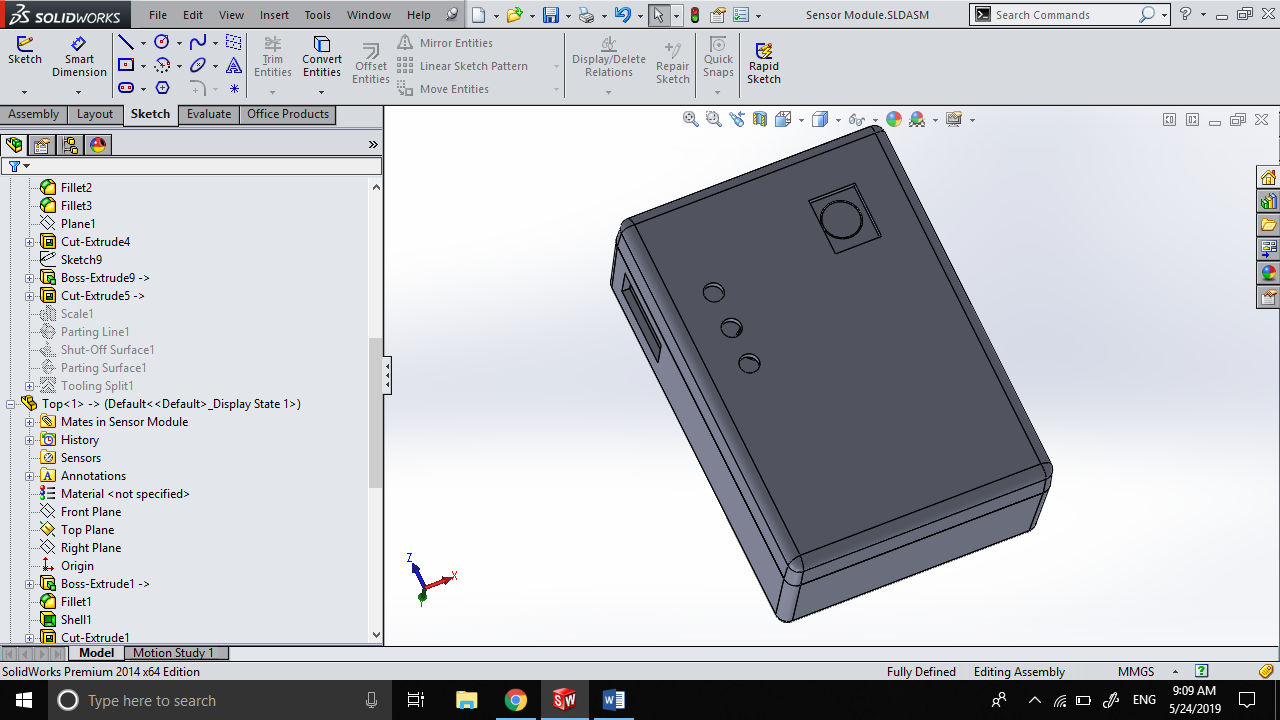 SOLIDWORKS File Edit View Insert Tools Window Help Sensor Module.SLDASM Search Commands
Sketch Smart Dimension Trim Entities Convert Entities Offset Entities Mirror Entities Linear Sketch Pattern Move Entities Display/Delete Relations Repair Sketch Quick Snaps Rapid Sketch
Assembly Layout Sketch Evaluate Office Products
Fillet2
Fillet3
Plane1
Cut-Extrude4
Sketch9
Boss-Extrude9 ->
Cut-Extrude5 ->
Scale1
Parting Line1
Shut-Off Surface1
Parting Surface1
Tooling Split1
Top<1> -> (Default<<Default>_Display State 1>)
Mates in Sensor Module
History
Sensors
Annotations
Material <not specified>
Front Plane
Top Plane
Right Plane
Origin
Boss-Extrude1 ->
Fillet1
Shell1
Cut-Extrude1
Z
X
Y
Model Motion Study 1
SolidWorks Premium 2014 x64 Edition Fully Defined Editing Assembly MMGS
Type here to search ENG 9:09 AM
5/24/2019